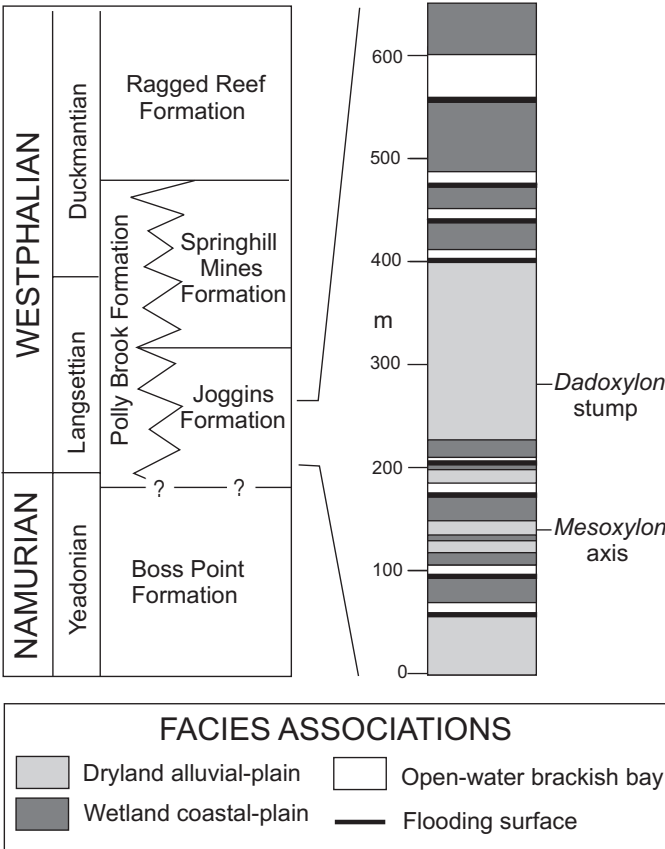 WESTPHALIAN
NAMURIAN
Duckmantian
Langsettian
Yeadonian
Ragged Reef
Formation
Polly Brook Formation
Springhill
Mines
Formation
Joggins
Formation
? ?
Boss Point
Formation
600
500
400
m
300
200
100
0
Dadoxylon
stump
Mesoxylon
axis
FACIES ASSOCIATIONS
Dryland alluvial-plain
Open-water brackish bay
Wetland coastal-plain
Flooding surface